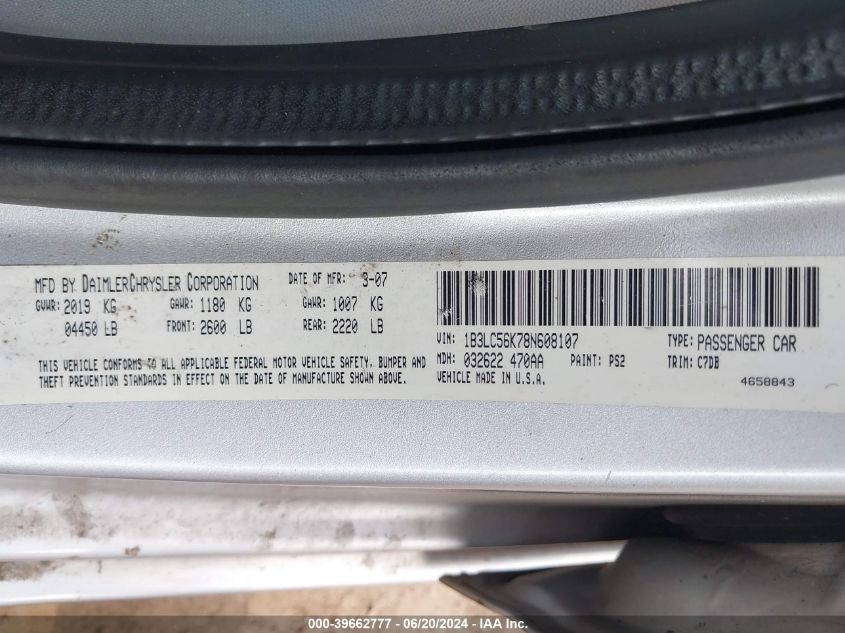 MFD BY DAIMLERCHRYSLER CORPORATION DATE OF MFR: 3-07
GVWR: 2019 KG GAWR: 1180 KG GAWR: 1007 KG
04450 LB FRONT: 2600 LB REAR: 2220 LB
THIS VEHICLE CONFORMS TO ALL APPLICABLE FEDERAL MOTOR VEHICLE SAFETY, BUMPER AND
THEFT PREVENTION STANDARDS IN EFFECT ON THE DATE OF MANUFACTURE SHOWN ABOVE.
VIN: 1B3LC56K78N608107 TYPE: PASSENGER CAR
MDH: 032622 470AA PAINT: PS2 TRIM: C7DB
VEHICLE MADE IN U.S.A. 4658843
000-39662777 - 06/20/2024 - IAA Inc.